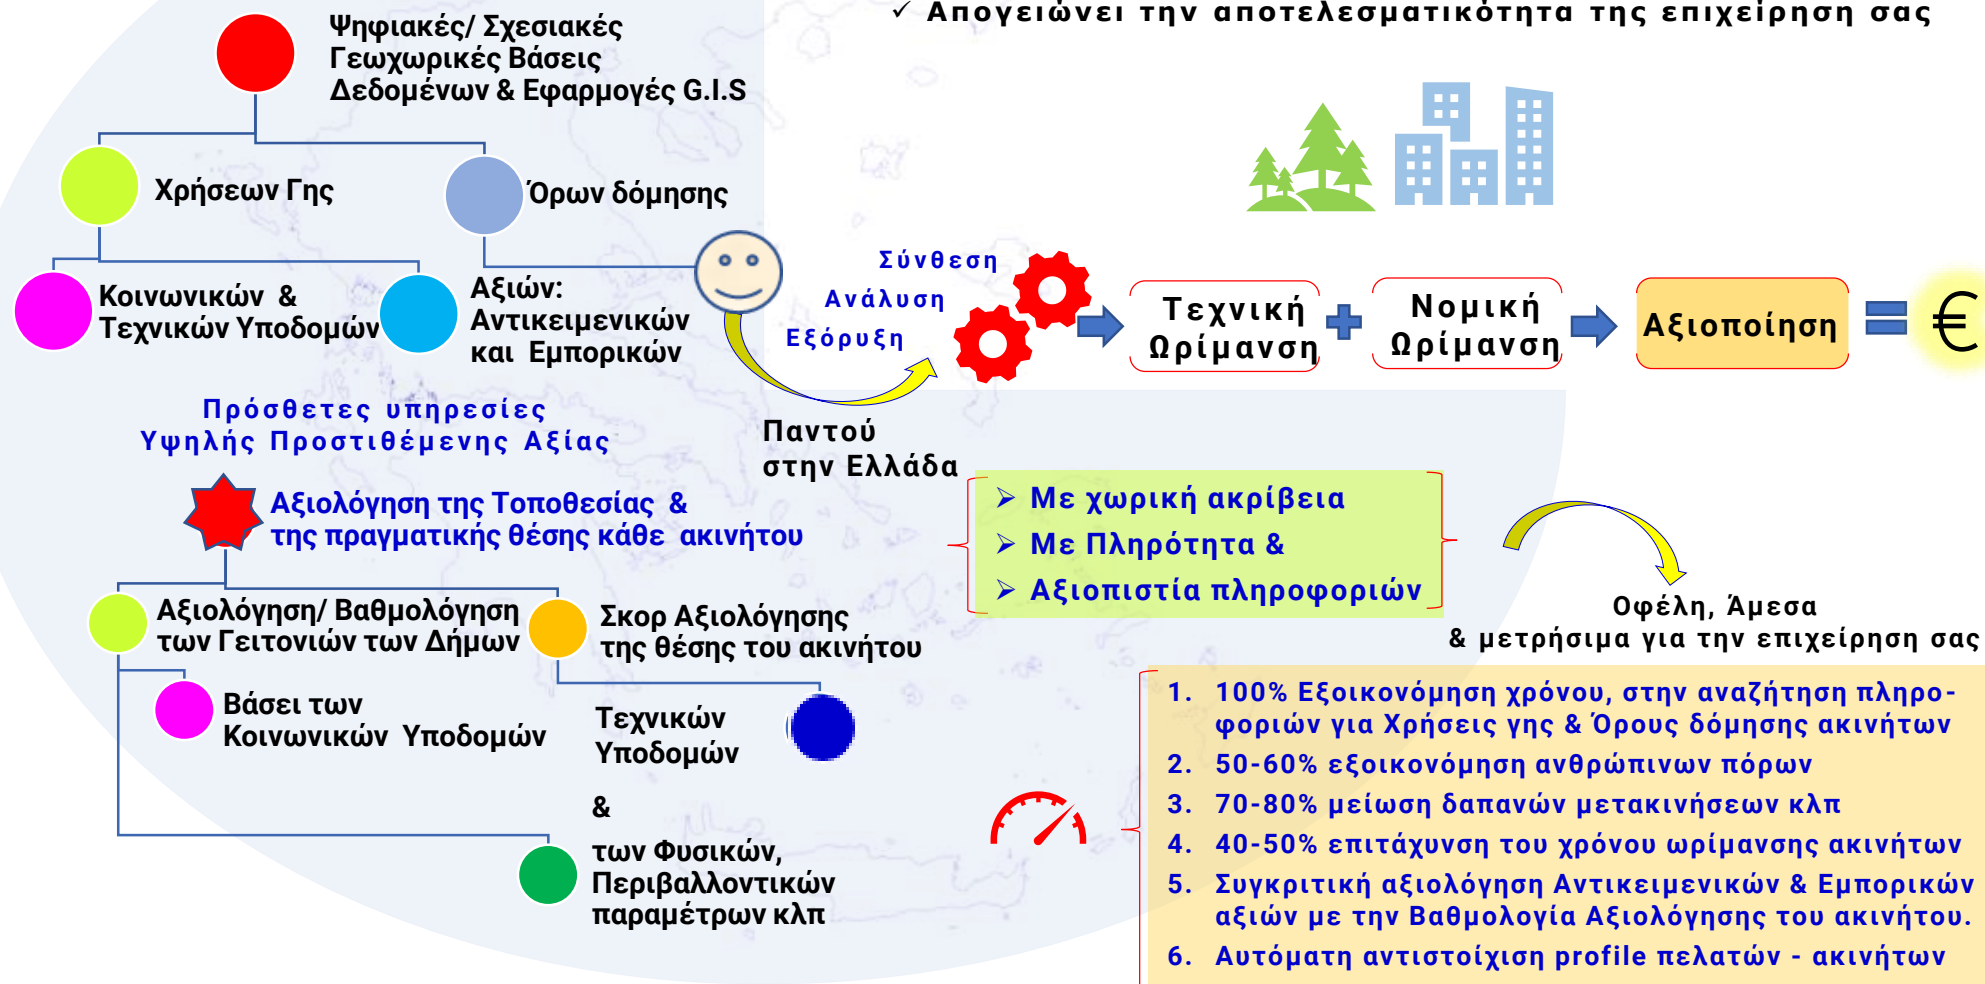 ✓ Απογειώνει την αποτελεσματικότητα της επιχείρηση σας
Ψηφιακές/ Σχεσιακές
Γεωχωρικές Βάσεις
Δεδομένων & Εφαρμογές G.I.S
Χρήσεων Γης
Όρων δόμησης
Κοινωνικών &
Τεχνικών Υποδομών
Αξιών:
Αντικειμενικών
και Εμπορικών
Σύνθεση
Ανάλυση
Εξόρυξη
Τεχνική
Ωρίμανση
Νομική
Ωρίμανση
Αξιοποίηση
€
Παντού
στην Ελλάδα
Πρόσθετες υπηρεσίες
Υψηλής Προστιθέμενης Αξίας
Αξιολόγηση της Τοποθεσίας &
της πραγματικής θέσης κάθε ακινήτου
Αξιολόγηση/ Βαθμολόγηση
των Γειτονιών των Δήμων
Σκορ Αξιολόγησης
της θέσης του ακινήτου
Βάσει των
Κοινωνικών Υποδομών
Τεχνικών
Υποδομών
&
των Φυσικών,
Περιβαλλοντικών
παραμέτρων κλπ
➢ Με χωρική ακρίβεια
➢ Με Πληρότητα &
➢ Αξιοπιστία πληροφοριών
Οφέλη, Άμεσα
& μετρήσιμα για την επιχείρηση σας
1. 100% Εξοικονόμηση χρόνου, στην αναζήτηση πληρο-
φοριών για Χρήσεις γης & Όρους δόμησης ακινήτων
2. 50-60% εξοικονόμηση ανθρώπινων πόρων
3. 70-80% μείωση δαπανών μετακινήσεων κλπ
4. 40-50% επιτάχυνση του χρόνου ωρίμανσης ακινήτων
5. Συγκριτική αξιολόγηση Αντικειμενικών & Εμπορικών
αξιών με την Βαθμολογία Αξιολόγησης του ακινήτου.
6. Αυτόματη αντιστοίχιση profile πελατών - ακινήτων